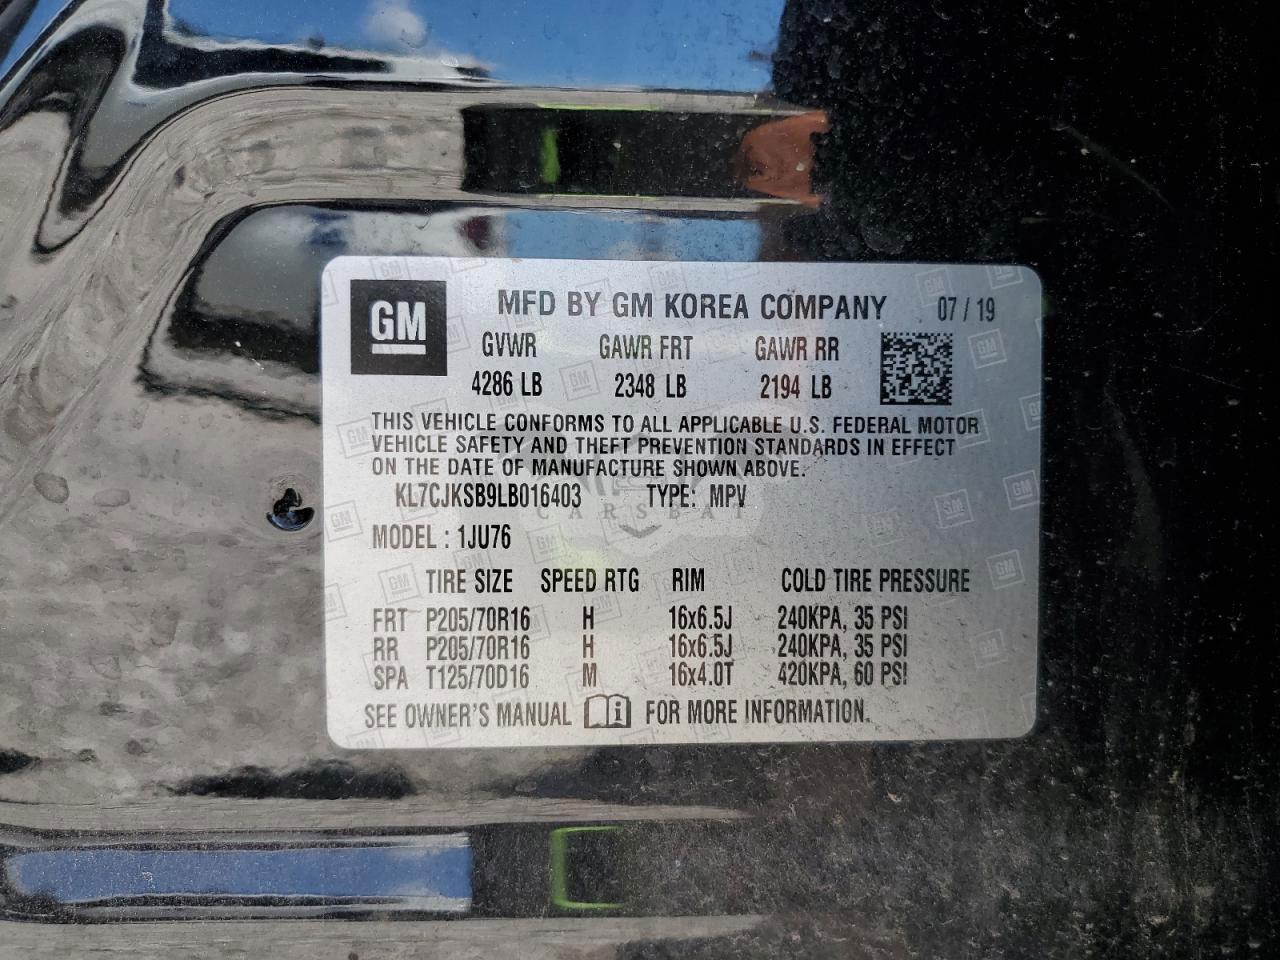 GM MFD BY GM KOREA COMPANY 07 / 19
GVWR GAWR FRT GAWR RR
4286 LB 2348 LB 2194 LB
THIS VEHICLE CONFORMS TO ALL APPLICABLE U.S. FEDERAL MOTOR
VEHICLE SAFETY AND THEFT PREVENTION STANDARDS IN EFFECT
ON THE DATE OF MANUFACTURE SHOWN ABOVE.
KL7CJKSB9LB016403 TYPE: MPV
CARSBAT
MODEL : 1JU76
TIRE SIZE SPEED RTG RIM COLD TIRE PRESSURE
FRT P205/70R16 H 16x6.5J 240KPA, 35 PSI
RR P205/70R16 H 16x6.5J 240KPA, 35 PSI
SPA T125/70D16 M 16x4.0T 420KPA, 60 PSI
SEE OWNER'S MANUAL i FOR MORE INFORMATION.